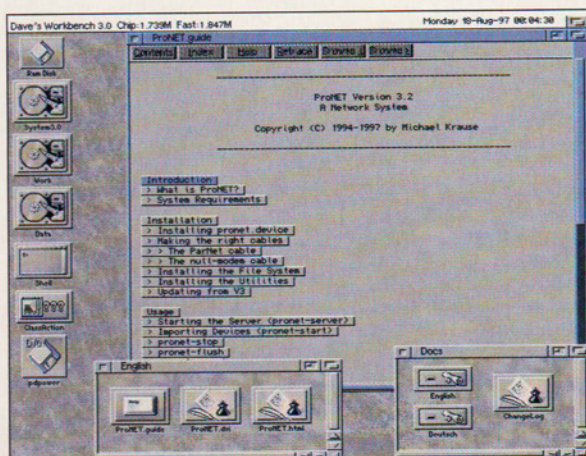 Dave's Workbench 3.0 Chip:1.739M Fast:1.847M
Monday 18-Aug-97 00:04:30
ProNET.guide
Contents Index Help Retrace Browse < Browse >
Ram Disk
System3.0
Work
Data
Shell
ClassAction
pdpower
ProNET Version 3.2
A Network System
Copyright (C) 1994-1997 by Michael Krause
Introduction
> What is ProNET?
> System Requirements
Installation
> Installing pronet.device
> Making the right cables
> > The ParNet cable
> > The null-modem cable
> Installing the File System
> Installing the Utilities
> Updating from V3
Usage
> Starting the Server (pronet-server)
> Importing Devices (pronet-start)
> pronet-stop
> pronet-flush
English
ProNET.guide
ProNET.dvi
ProNET.html
Docs
English
Deutsch
ChangeLog